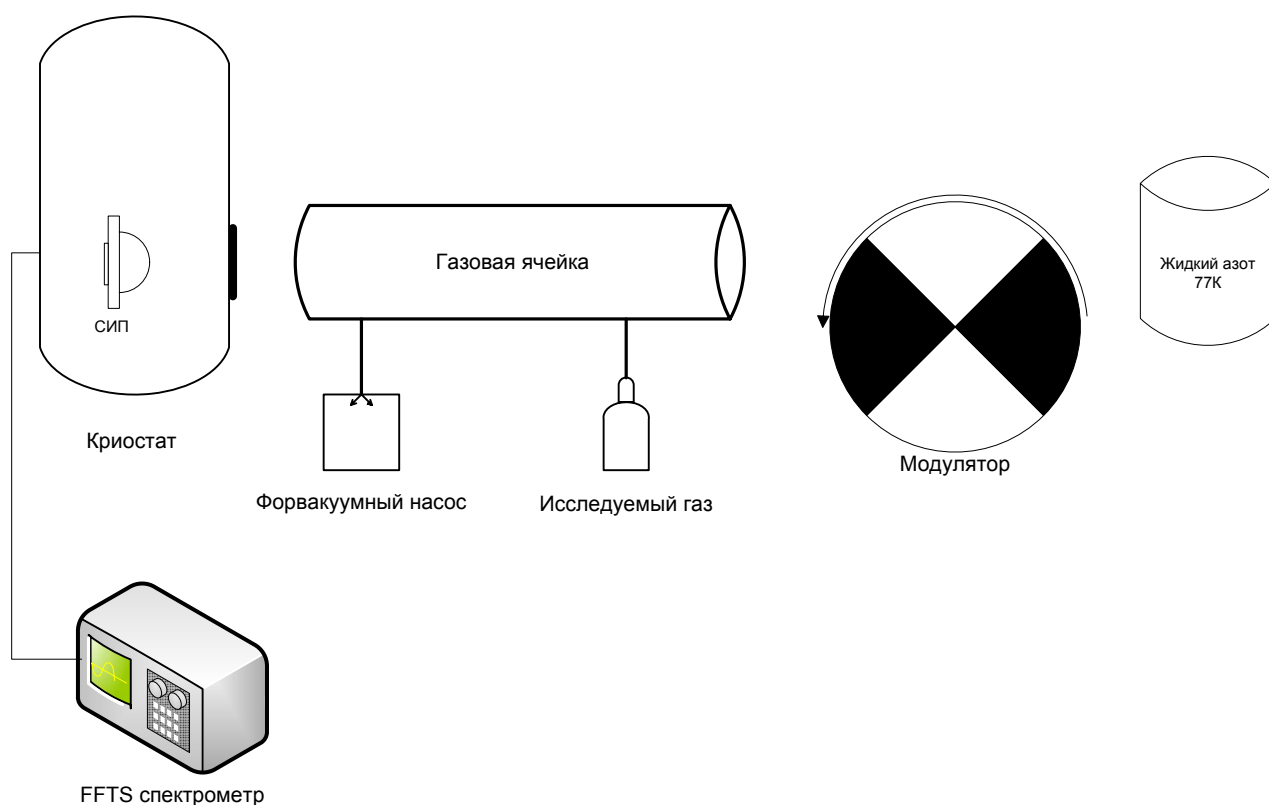 Газовая ячейка
Жидкий азот
77К
СИП
Криостат
Модулятор
Форвакуумный насос
Исследуемый газ
FFTS спектрометр